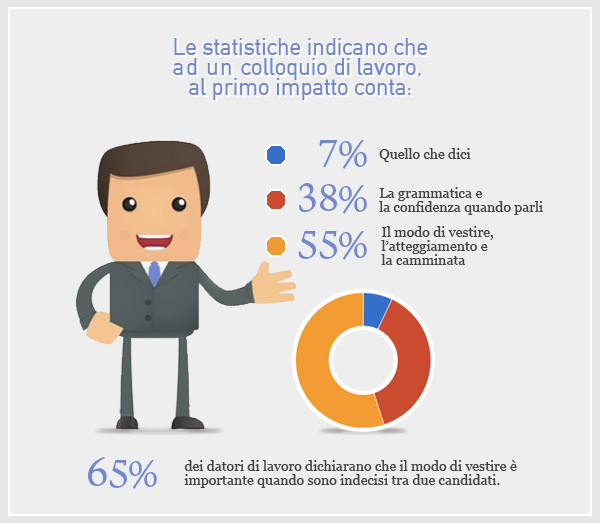 Le statistiche indicano che
ad un colloquio di lavoro,
al primo impatto conta:
7% Quello che dici
38% La grammatica e
la confidenza quando parli
55% Il modo di vestire,
l'atteggiamento e
la camminata
65% dei datori di lavoro dichiarano che il modo di vestire è
importante quando sono indecisi tra due candidati.